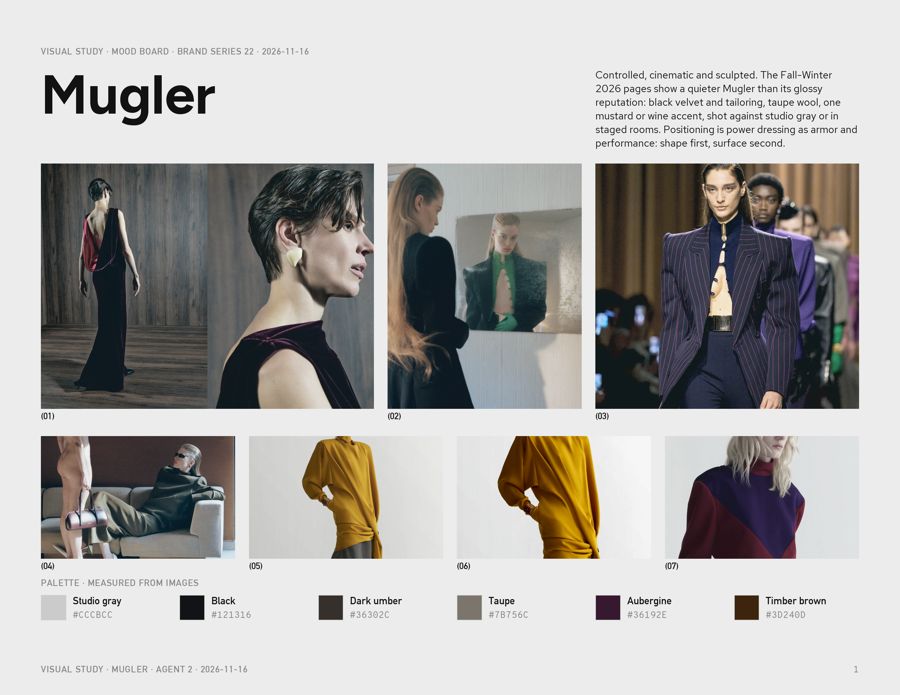 VISUAL STUDY · MOOD BOARD · BRAND SERIES 22 · 2026-11-16
Mugler
Controlled, cinematic and sculpted. The Fall–Winter
2026 pages show a quieter Mugler than its glossy
reputation: black velvet and tailoring, taupe wool, one
mustard or wine accent, shot against studio gray or in
staged rooms. Positioning is power dressing as armor and
performance: shape first, surface second.
(01)
(02)
(03)
(04)
(05)
(06)
(07)
PALETTE · MEASURED FROM IMAGES
Studio gray
#CCCBCC
Black
#121316
Dark umber
#36302C
Taupe
#7B756C
Aubergine
#36192E
Timber brown
#3D240D
VISUAL STUDY · MUGLER · AGENT 2 · 2026-11-16
1